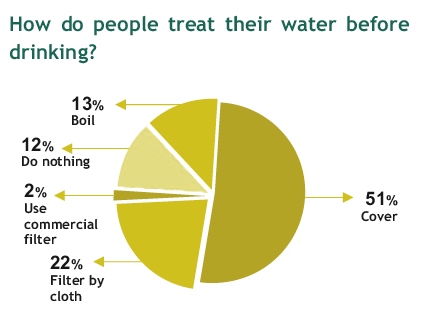 How do people treat their water before
drinking?
13%
Boil
12%
Do nothing
2%
Use
commercial
filter
22%
Filter by
cloth
51%
Cover